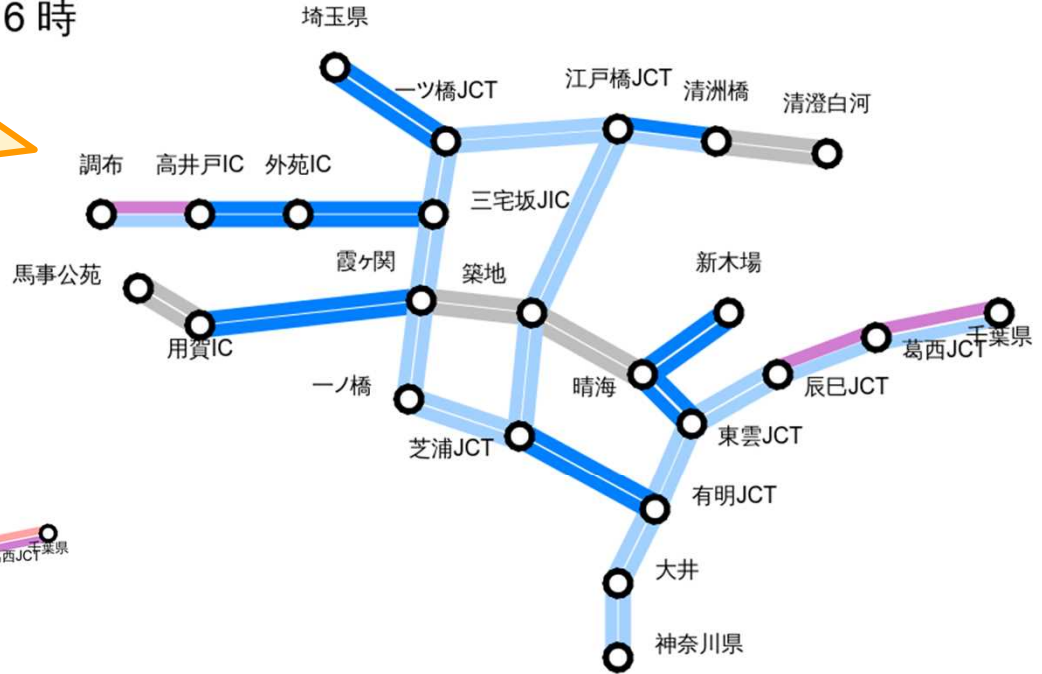 6 時
埼玉県
一ツ橋JCT
江戸橋JCT
清洲橋
清澄白河
調布
高井戸IC
外苑IC
三宅坂JIC
馬事公苑
霞ヶ関
築地
新木場
用賀IC
葛西JCT
千葉県
一ノ橋
晴海
辰巳JCT
芝浦JCT
東雲JCT
有明JCT
西JCT
千葉県
大井
神奈川県